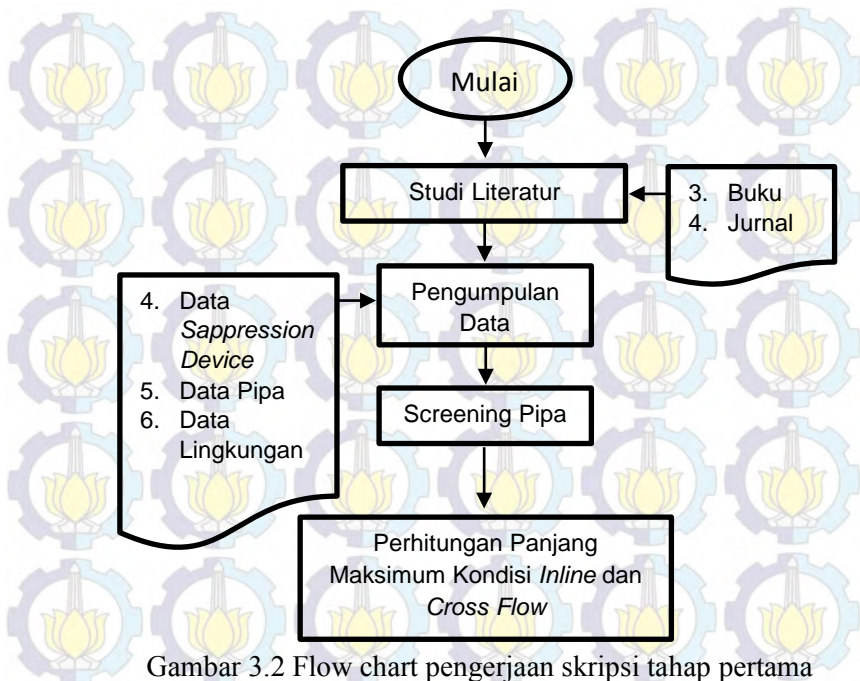 Mulai
Studi Literatur
3. Buku
4. Jurnal
Pengumpulan
Data
4. Data
Sappression
Device
5. Data Pipa
6. Data
Lingkungan
Screening Pipa
Perhitungan Panjang
Maksimum Kondisi Inline dan
Cross Flow
Gambar 3.2 Flow chart pengerjaan skripsi tahap pertama